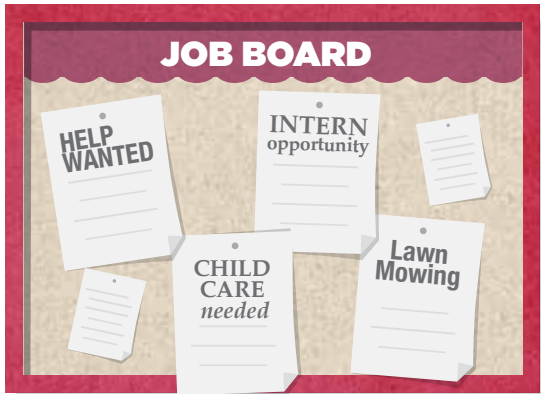 JOB BOARD
HELP
WANTED
INTERN
opportunity
CHILD
CARE
needed
Lawn
Mowing